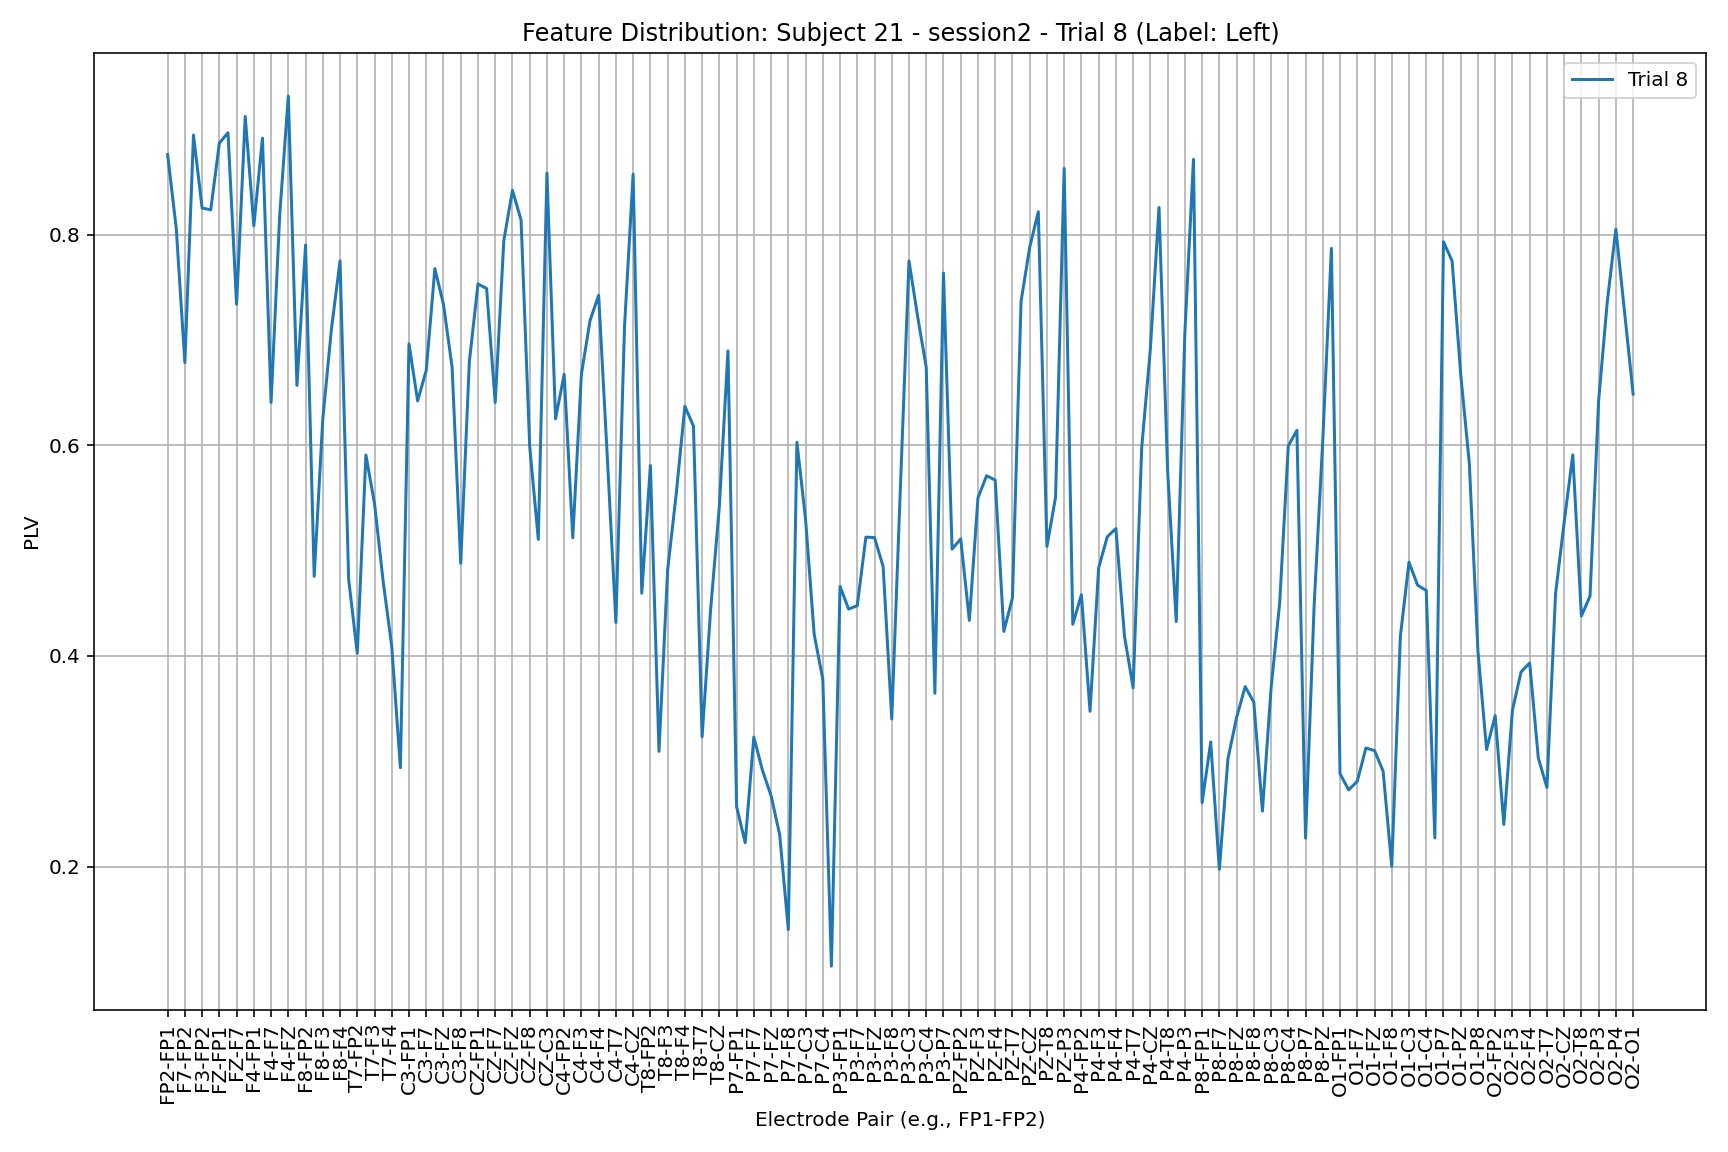 Feature Distribution: Subject 21 - session2 - Trial 8 (Label: Left)
Trial 8
PLV
0.8
0.6
0.4
0.2
FP2-FP1
F7-FP2
F3-FP2
FZ-FP1
FZ-F7
F4-FP1
F4-F7
F4-FZ
F8-FP2
F8-F3
F8-F4
T7-FP2
T7-F3
T7-F4
C3-FP1
C3-F7
C3-FZ
C3-F8
CZ-FP1
CZ-F7
CZ-FZ
CZ-F8
CZ-C3
C4-FP2
C4-F3
C4-F4
C4-T7
C4-CZ
T8-FP2
T8-F3
T8-F4
T8-T7
T8-CZ
P7-FP1
P7-F7
P7-FZ
P7-F8
P7-C3
P7-C4
P3-FP1
P3-F7
P3-FZ
P3-F8
P3-C3
P3-C4
P3-P7
PZ-FP2
PZ-F3
PZ-F4
PZ-T7
PZ-CZ
PZ-T8
PZ-P3
P4-FP2
P4-F3
P4-F4
P4-T7
P4-CZ
P4-T8
P4-P3
P8-FP1
P8-F7
P8-FZ
P8-F8
P8-C3
P8-C4
P8-P7
P8-PZ
O1-FP1
O1-F7
O1-FZ
O1-F8
O1-C3
O1-C4
O1-P7
O1-PZ
O1-P8
O2-FP2
O2-F3
O2-F4
O2-T7
O2-CZ
O2-T8
O2-P3
O2-P4
O2-O1
Electrode Pair (e.g., FP1-FP2)